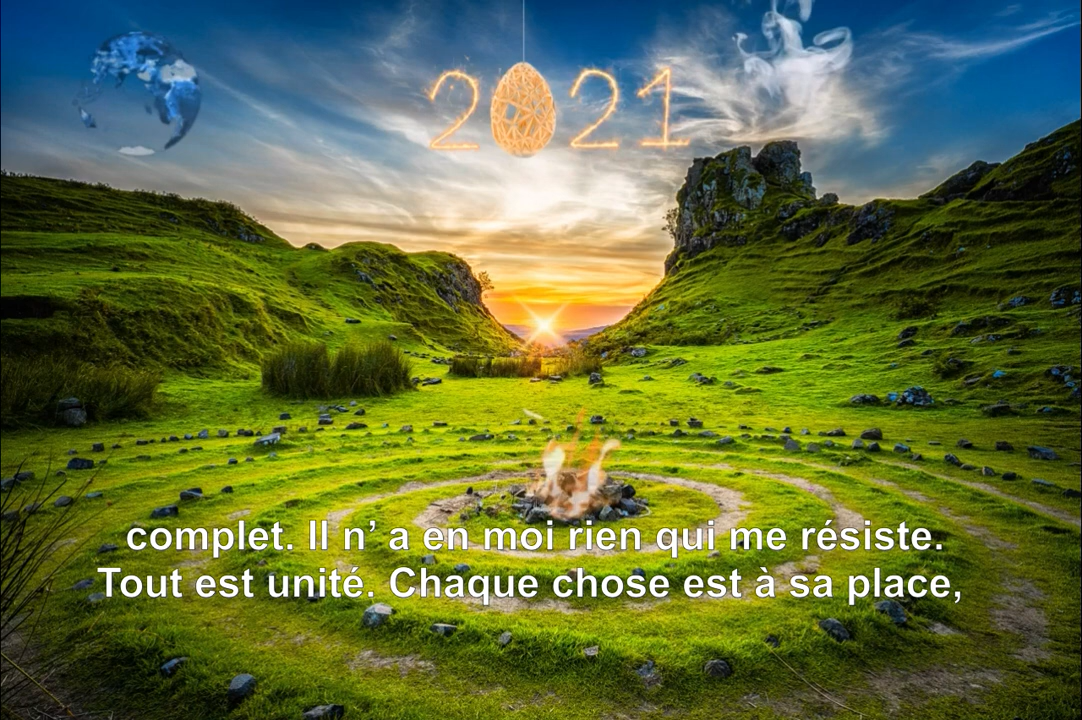 2021
complet. Il n’ a en moi rien qui me résiste.
Tout est unité. Chaque chose est à sa place,